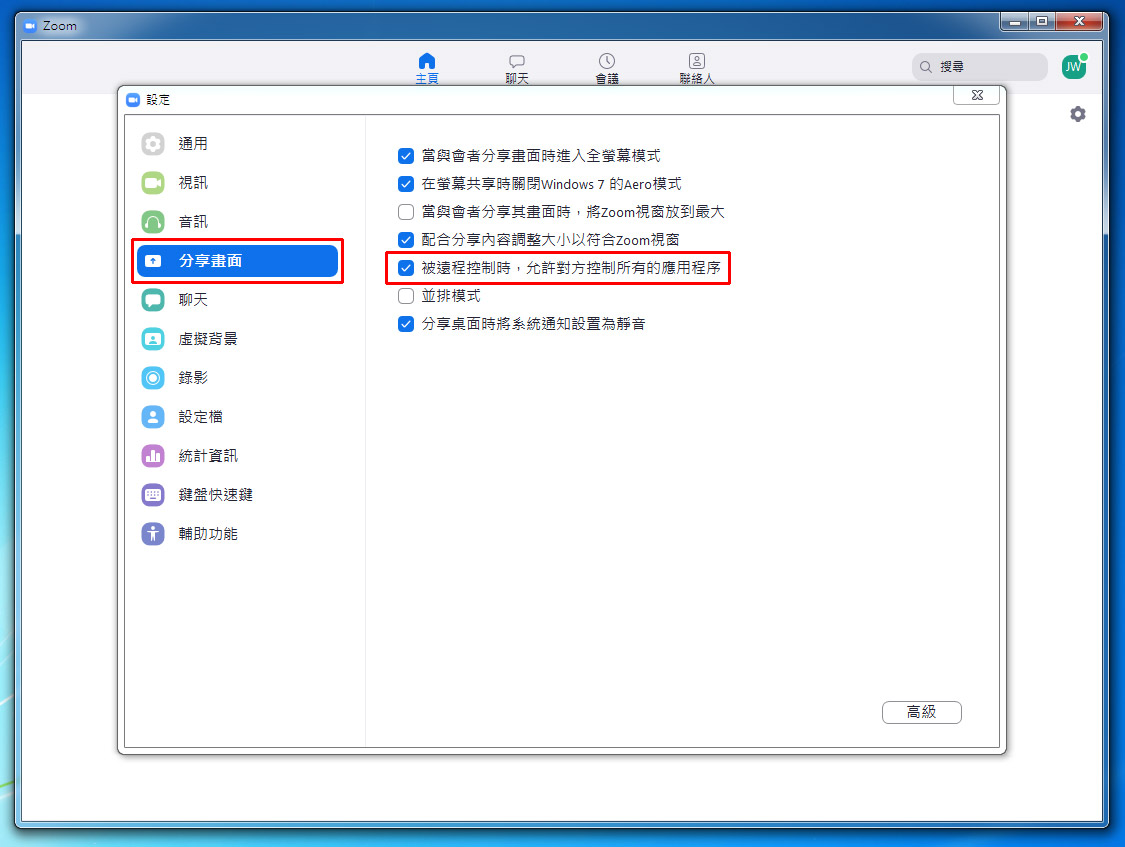 Zoom
主頁
聊天
會議
聯絡人
搜尋
JW
設定
通用
視訊
音訊
分享畫面
聊天
虛擬背景
錄影
設定檔
統計資訊
鍵盤快速鍵
輔助功能
當與會者分享畫面時進入全螢幕模式
在螢幕共享時關閉Windows 7 的Aero模式
當與會者分享其畫面時，將Zoom視窗放到最大
配合分享內容調整大小以符合Zoom視窗
被遠程控制時，允許對方控制所有的應用程序
並排模式
分享桌面時將系統通知設置為靜音
高級